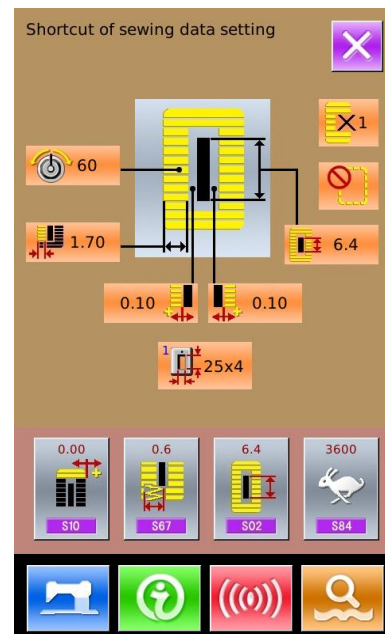 Shortcut of sewing data setting
X1
60
1.70
6.4
0.10
0.10
1
25x4
0.00
0.6
6.4
3600
S10
S67
S02
S84